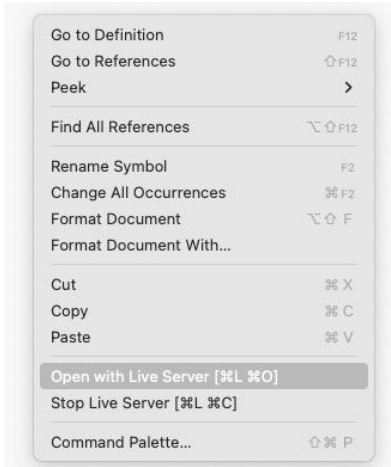 Go to Definition F12
Go to References ⇧F12
Peek >
Find All References ⌥⇧F12
Rename Symbol F2
Change All Occurrences ⌘F2
Format Document ⌥⇧ F
Format Document With...
Cut ⌘ X
Copy ⌘ C
Paste ⌘ V
Open with Live Server [⌘L ⌘O]
Stop Live Server [⌘L ⌘C]
Command Palette... ⇧⌘ P